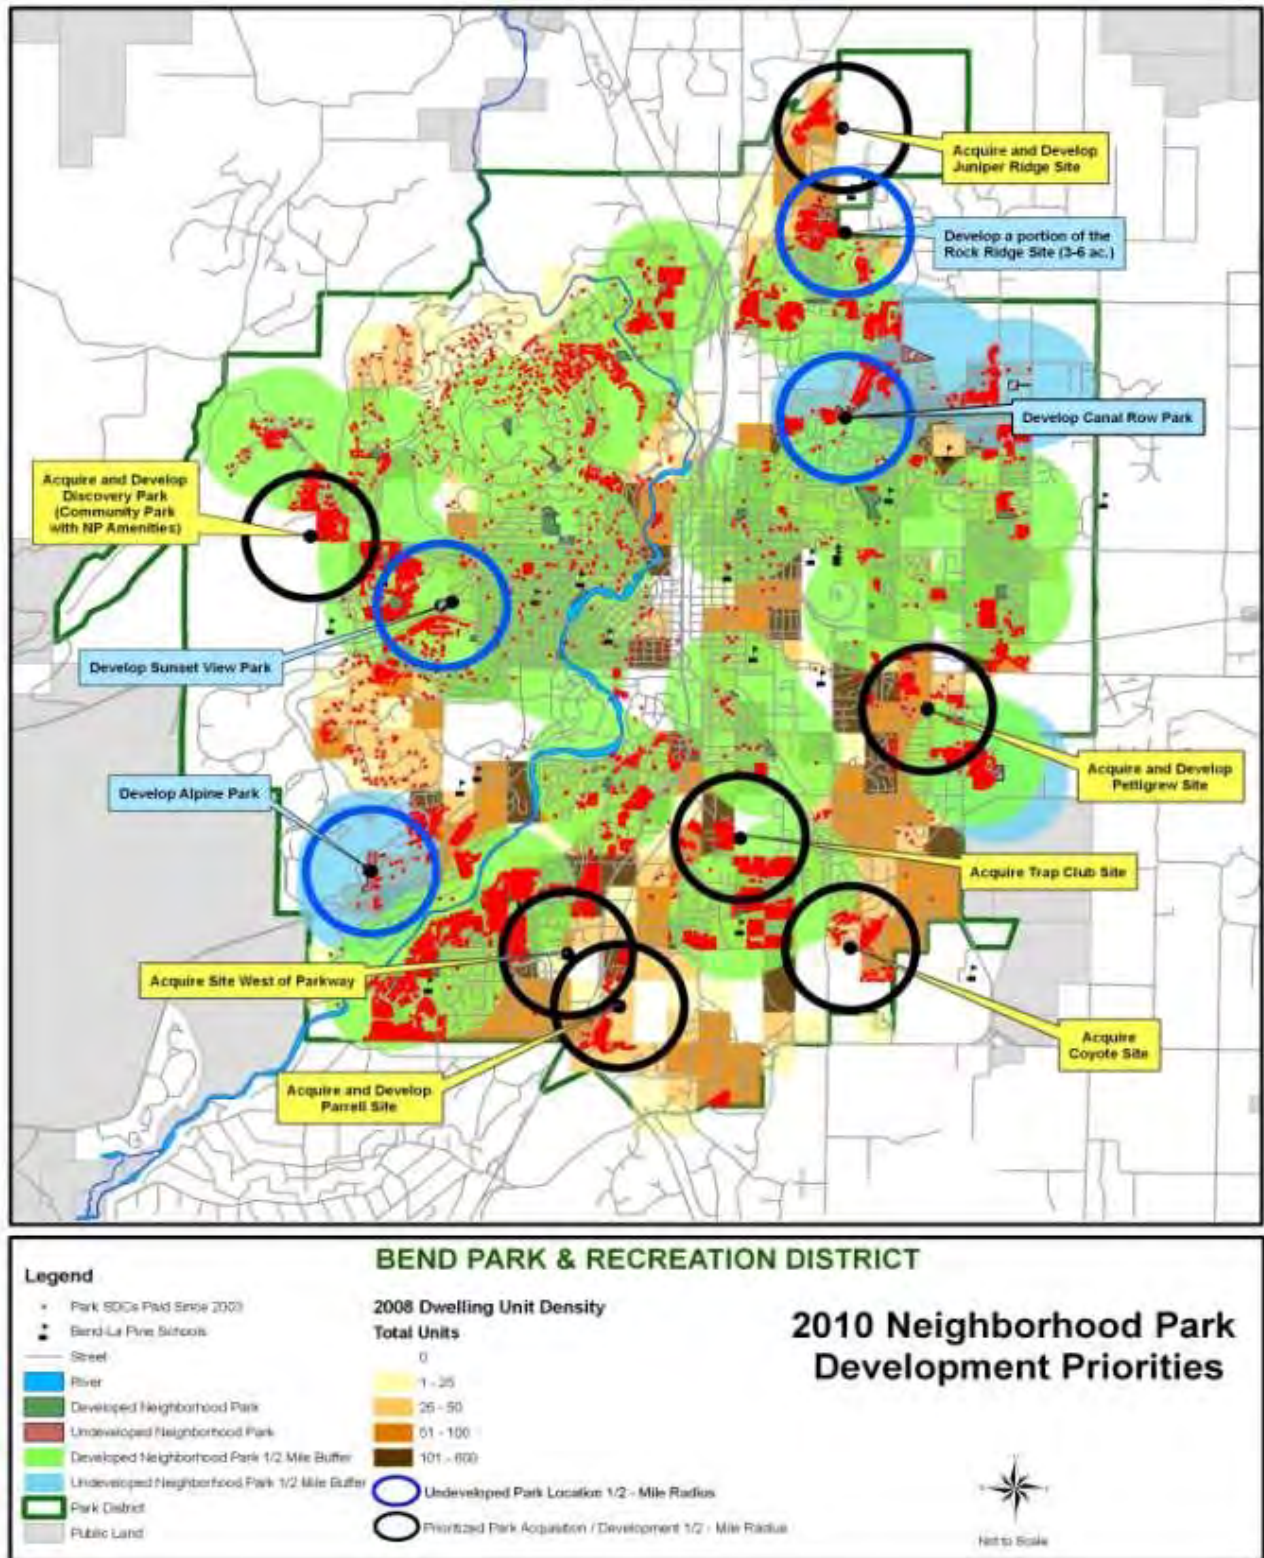 Acquire and Develop
Juniper Ridge Site
Develop a portion of the
Rock Ridge Site (3-6 ac.)
Develop Canal Row Park
Acquire and Develop
Discovery Park
(Community Park
with NP Amenities)
Develop Sunset View Park
Acquire and Develop
Pettigrew Site
Develop Alpine Park
Acquire Trap Club Site
Acquire Site West of Parkway
Acquire
Coyote Site
Acquire and Develop
Parrell Site
BEND PARK & RECREATION DISTRICT
Legend
Park SDCs Paid Since 2003
Bend-La Pine Schools
Street
River
Developed Neighborhood Park
Undeveloped Neighborhood Park
Developed Neighborhood Park 1/2 Mile Buffer
Undeveloped Neighborhood Park 1/2 Mile Buffer
Park District
Public Land
2008 Dwelling Unit Density
Total Units
0
1 - 25
26 - 50
51 - 100
101 - 600
Undeveloped Park Location 1/2 - Mile Radius
Prioritized Park Acquisition / Development 1/2 - Mile Radius
2010 Neighborhood Park
Development Priorities
Not to Scale